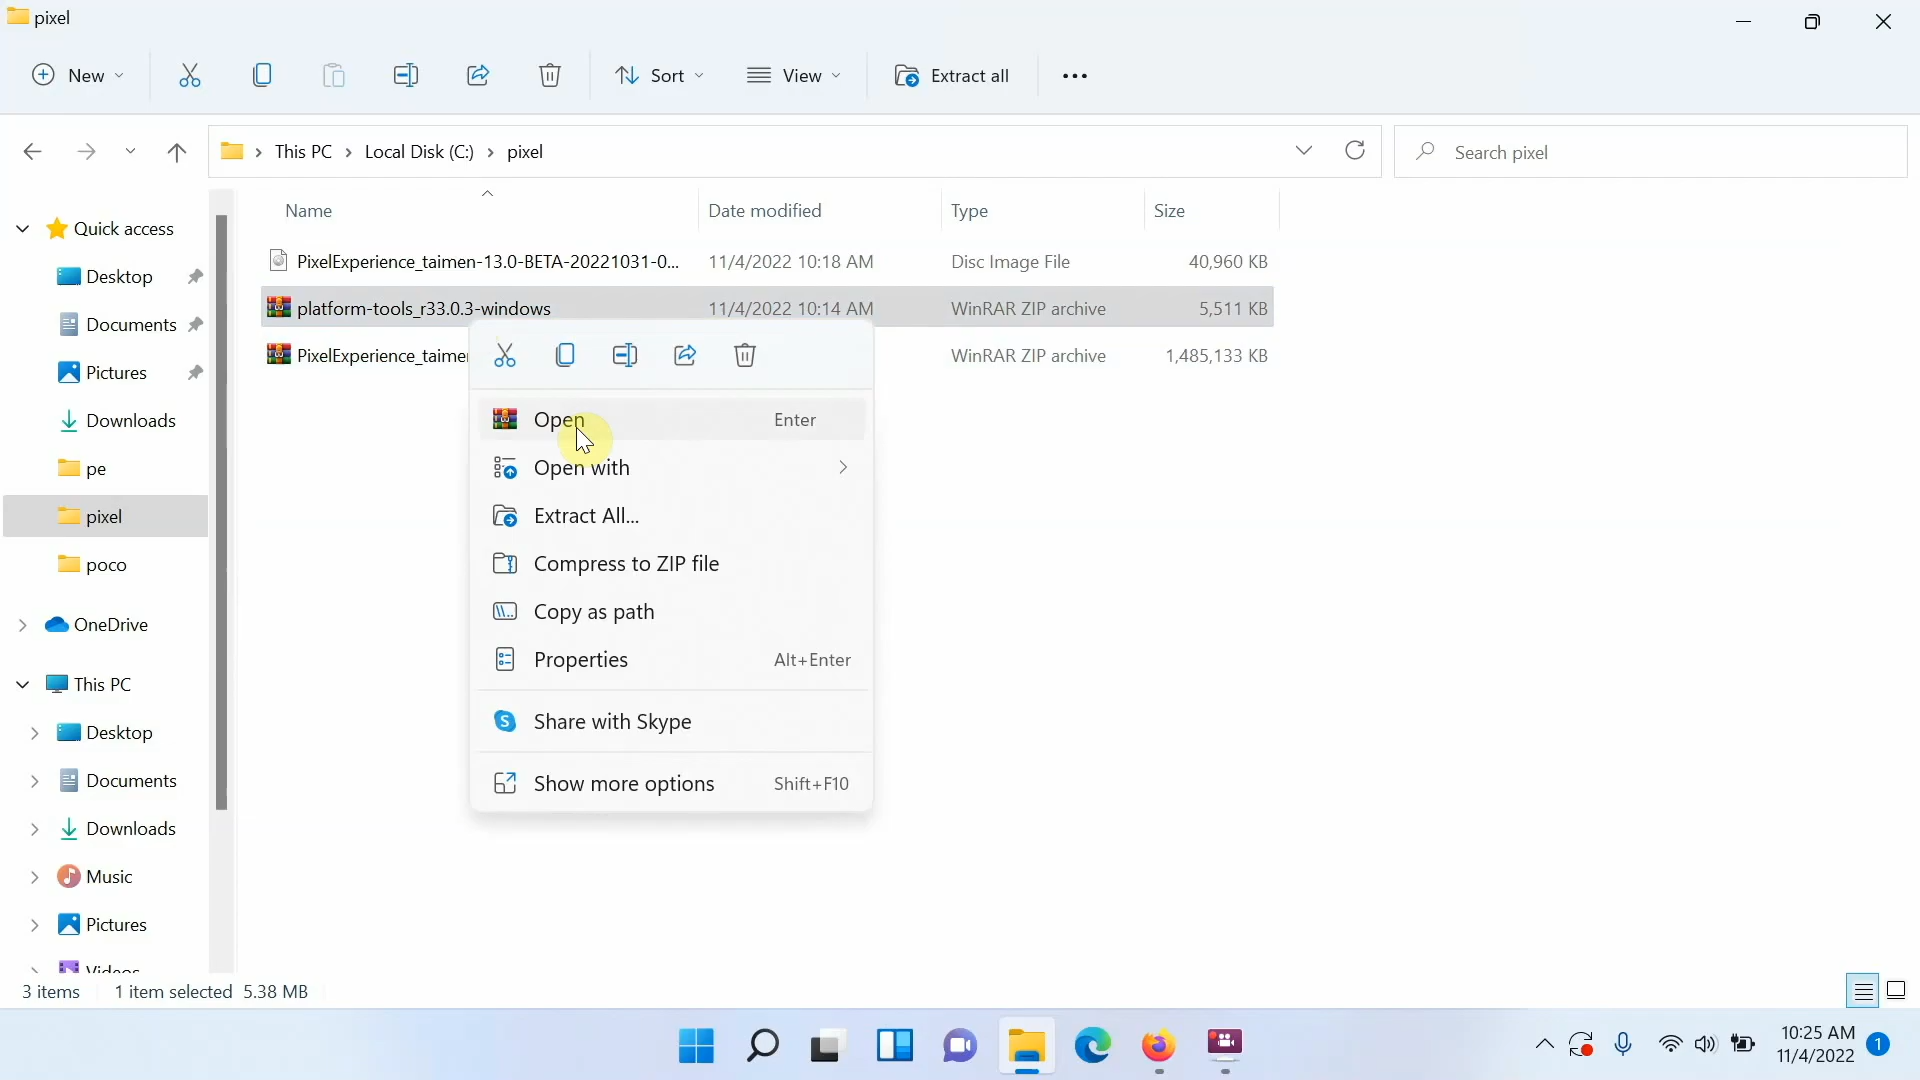 pixel
New
Sort
View
Extract all
This PC
Local Disk (C:)
pixel
Search pixel
Name
Date modified
Type
Size
PixelExperience_taimen-13.0-BETA-20221031-0...
11/4/2022 10:18 AM
Disc Image File
40,960 KB
platform-tools_r33.0.3-windows
11/4/2022 10:14 AM
WinRAR ZIP archive
5,511 KB
WinRAR ZIP archive
1,485,133 KB
Quick access
Desktop
Documents
Pictures
Downloads
pe
pixel
poco
OneDrive
This PC
Desktop
Documents
Downloads
Music
Pictures
Videos
Open Enter
Open with
Extract All...
Compress to ZIP file
Copy as path
Properties Alt+Enter
Share with Skype
Show more options Shift+F10
3 items
1 item selected 5.38 MB
10:25 AM
11/4/2022
1